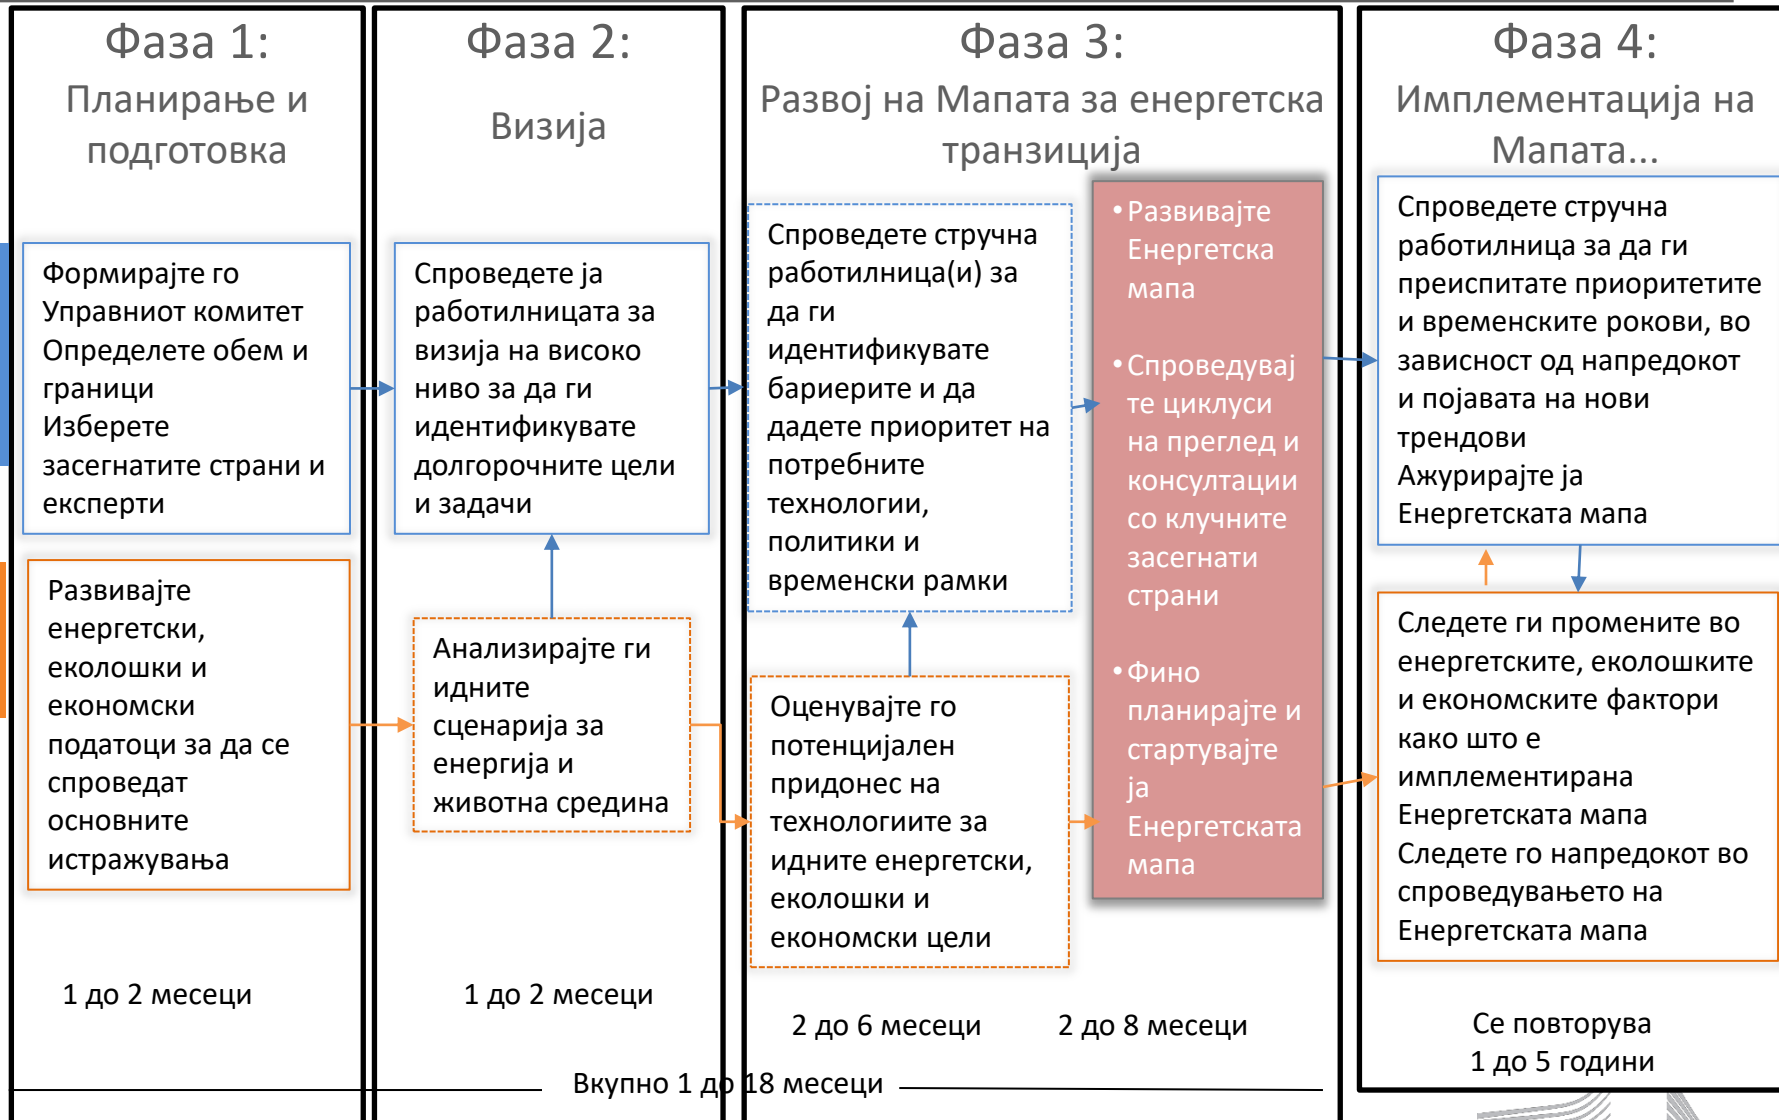 Фаза 1:
Планирање и
подготовка
Формирајте го
Управниот комитет
Определете обем и
граници
Изберете
засегнатите страни и
експерти
Развивајте
енергетски,
еколошки и
економски
податоци за да се
спроведат
основните
истражувања
1 до 2 месеци
Фаза 2:
Визија
Спроведете ја
работилницата за
визија на високо
ниво за да ги
идентификувате
долгорочните цели
и задачи
Анализирајте ги
идните
сценарија за
енергија и
животна средина
1 до 2 месеци
Фаза 3:
Развој на Мапата за енергетска
транзиција
Спроведете стручна
работилница(и) за
да ги
идентификувате
бариерите и да
дадете приоритет на
потребните
технологии,
политики и
временски рамки
Оценувајте го
потенцијален
придонес на
технологиите за
идните енергетски,
еколошки и
економски цели
•Развивајте
Енергетска
мапа
•Спроведувај
те циклуси
на преглед и
консултации
со клучните
засегнати
страни
•Фино
планирајте и
стартувајте
ја
Енергетската
мапа
2 до 6 месеци
2 до 8 месеци
Фаза 4:
Имплементација на
Мапата...
Спроведете стручна
работилница за да ги
преиспитате приоритетите
и временските рокови, во
зависност од напредокот
и појавата на нови
трендови
Ажурирајте ја
Енергетската мапа
Следете ги промените во
енергетските, еколошките
и економските фактори
како што е
имплементирана
Енергетската мапа
Следете го напредокот во
спроведувањето на
Енергетската мапа
Се повторува
1 до 5 години
Вкупно 1 до 18 месеци